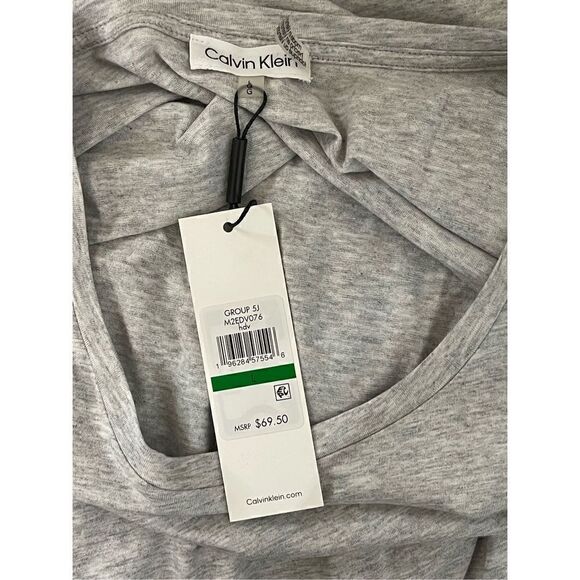 Calvin Klein
GROUP 5J
M2EDV076
hdv
1 96284 57554 6
L
MSRP $69.50
Calvinklein.com